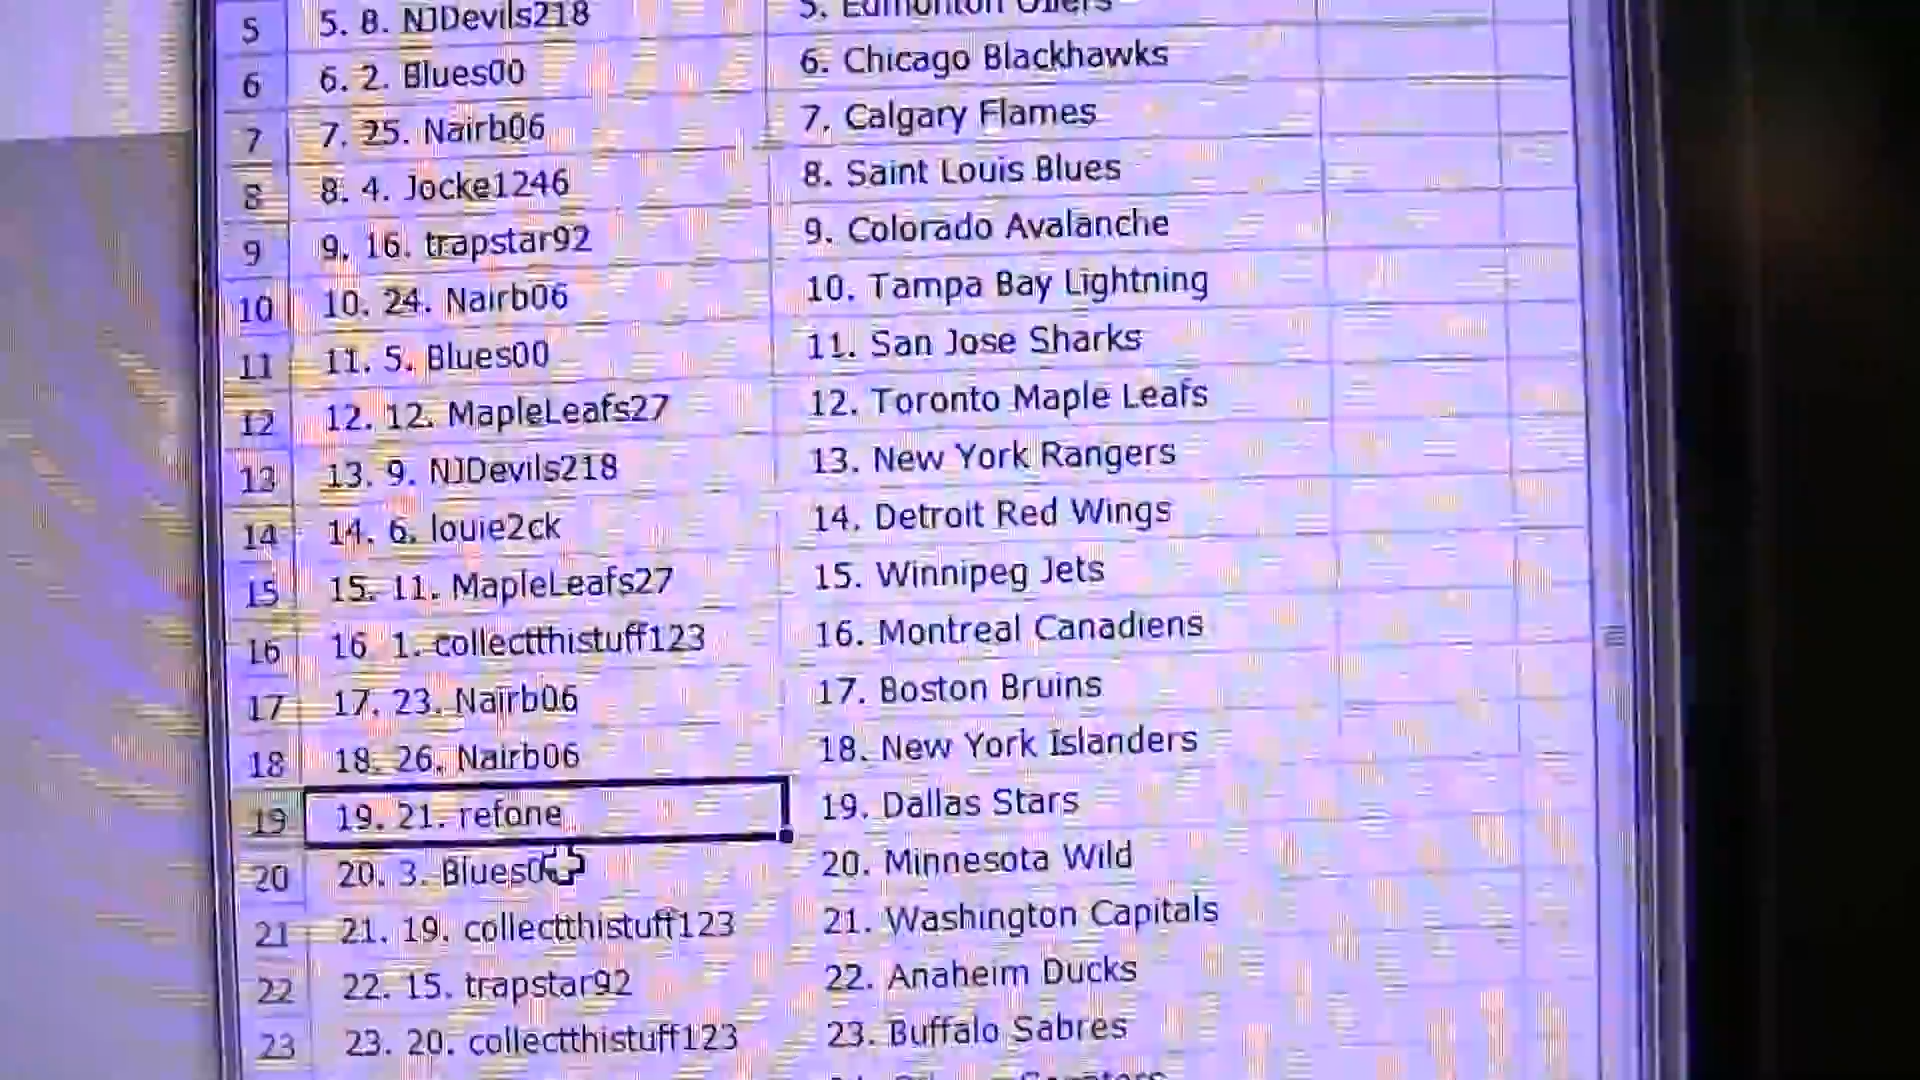 5 5. 8. NJDevils218 5. Edmonton Oilers
6 6. 2. Blues00 6. Chicago Blackhawks
7 7. 25. Nairb06 7. Calgary Flames
8 8. 4. Jocke1246 8. Saint Louis Blues
9 9. 16. trapstar92 9. Colorado Avalanche
10 10. 24. Nairb06 10. Tampa Bay Lightning
11 11. 5. Blues00 11. San Jose Sharks
12 12. 12. MapleLeafs27 12. Toronto Maple Leafs
13 13. 9. NJDevils218 13. New York Rangers
14 14. 6. louie2ck 14. Detroit Red Wings
15 15. 11. MapleLeafs27 15. Winnipeg Jets
16 16 1. collectthistuff123 16. Montreal Canadiens
17 17. 23. Nairb06 17. Boston Bruins
18 18. 26. Nairb06 18. New York Islanders
19 19. 21. refone 19. Dallas Stars
20 20. 3. 20. Minnesota Wild
21 21. 19. collectthistuff123 21. Washington Capitals
22 22. 15. trapstar92 22. Anaheim Ducks
23 23. 20. collectthistuff123 23. Buffalo Sabres